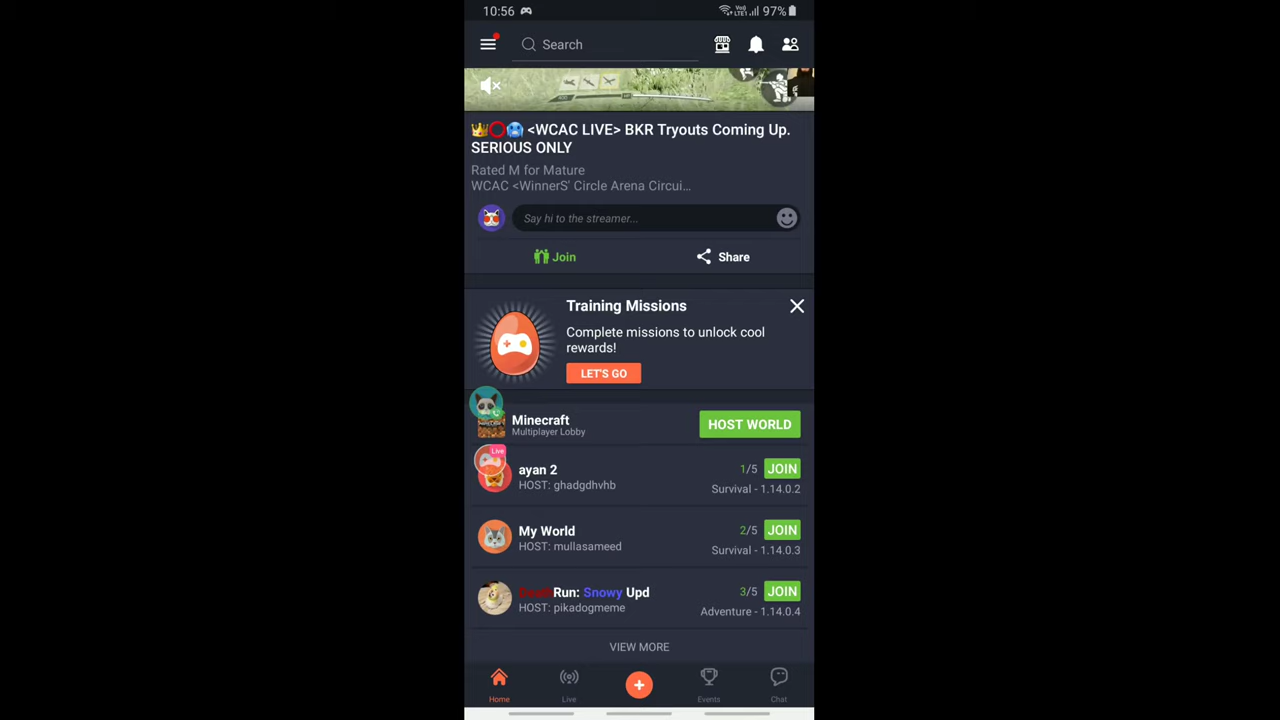 10:56
97%
Search
<WCAC LIVE> BKR Tryouts Coming Up.
SERIOUS ONLY
Rated M for Mature
WCAC <WinnerS' Circle Arena Circui...
Say hi to the streamer...
Join
Share
Training Missions
Complete missions to unlock cool
rewards!
LET'S GO
Minecraft
Multiplayer Lobby
HOST WORLD
Live
ayan 2
1/5 JOIN
HOST: ghadgdhvhb
Survival - 1.14.0.2
My World
2/5 JOIN
HOST: mullasameed
Survival - 1.14.0.3
Run: Snowy Upd
3/5 JOIN
HOST: pikadogmeme
Adventure - 1.14.0.4
VIEW MORE
Home
Live
Events
Chat